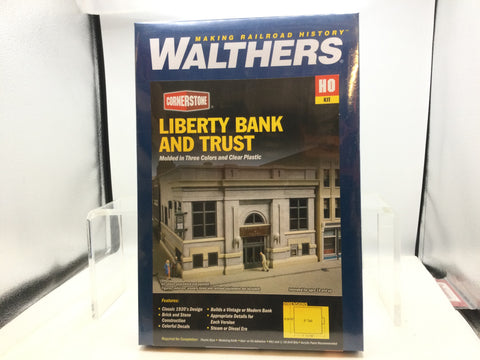 MAKING RAILROAD HISTORY™
WALTHERS
CORNERSTONE
HO
KIT
LIBERTY BANK
AND TRUST
Molded in Three Colors and Clear Plastic
Features:
• Classic 1920's Design
• Brick and Stone
Construction
• Colorful Decals
• Builds a Vintage or Modern Bank
• Appropriate Details for
Each Version
• Steam or Diesel Era